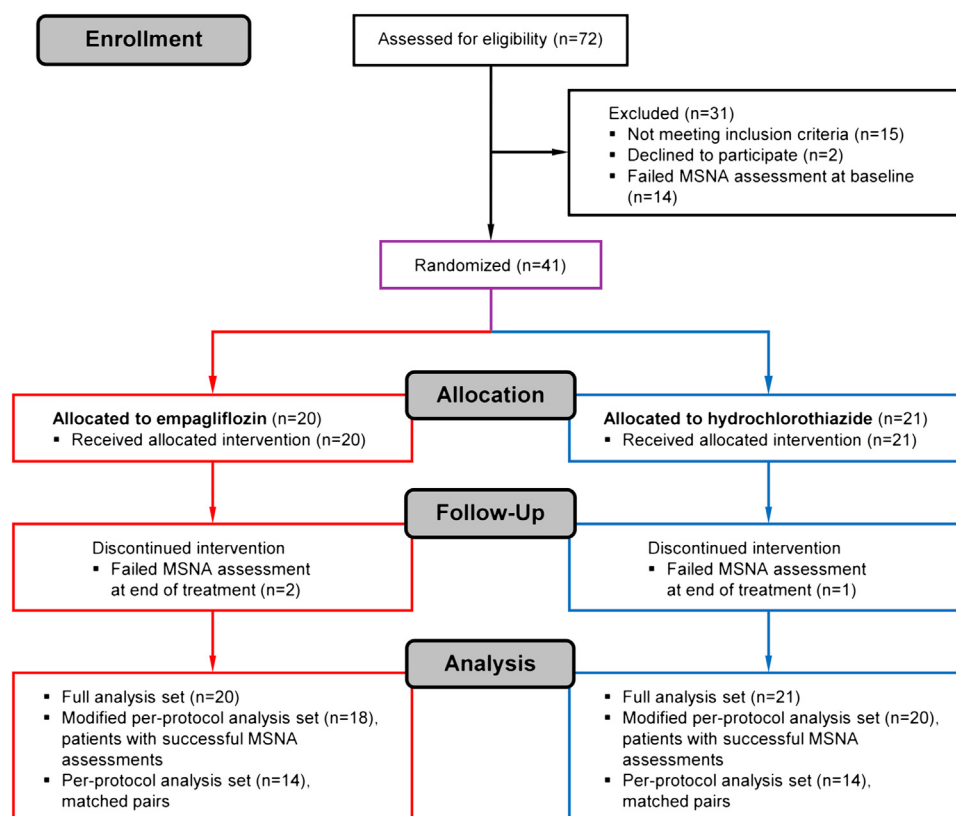 Enrollment
Assessed for eligibility (n=72)
Excluded (n=31)
▪ Not meeting inclusion criteria (n=15)
▪ Declined to participate (n=2)
▪ Failed MSNA assessment at baseline
(n=14)
Randomized (n=41)
Allocation
Allocated to empagliflozin (n=20)
▪ Received allocated intervention (n=20)
Allocated to hydrochlorothiazide (n=21)
▪ Received allocated intervention (n=21)
Follow-Up
Discontinued intervention
▪ Failed MSNA assessment
at end of treatment (n=2)
Discontinued intervention
▪ Failed MSNA assessment
at end of treatment (n=1)
Analysis
▪ Full analysis set (n=20)
▪ Modified per-protocol analysis set (n=18),
patients with successful MSNA
assessments
▪ Per-protocol analysis set (n=14),
matched pairs
▪ Full analysis set (n=21)
▪ Modified per-protocol analysis set (n=20),
patients with successful MSNA
assessments
▪ Per-protocol analysis set (n=14),
matched pairs